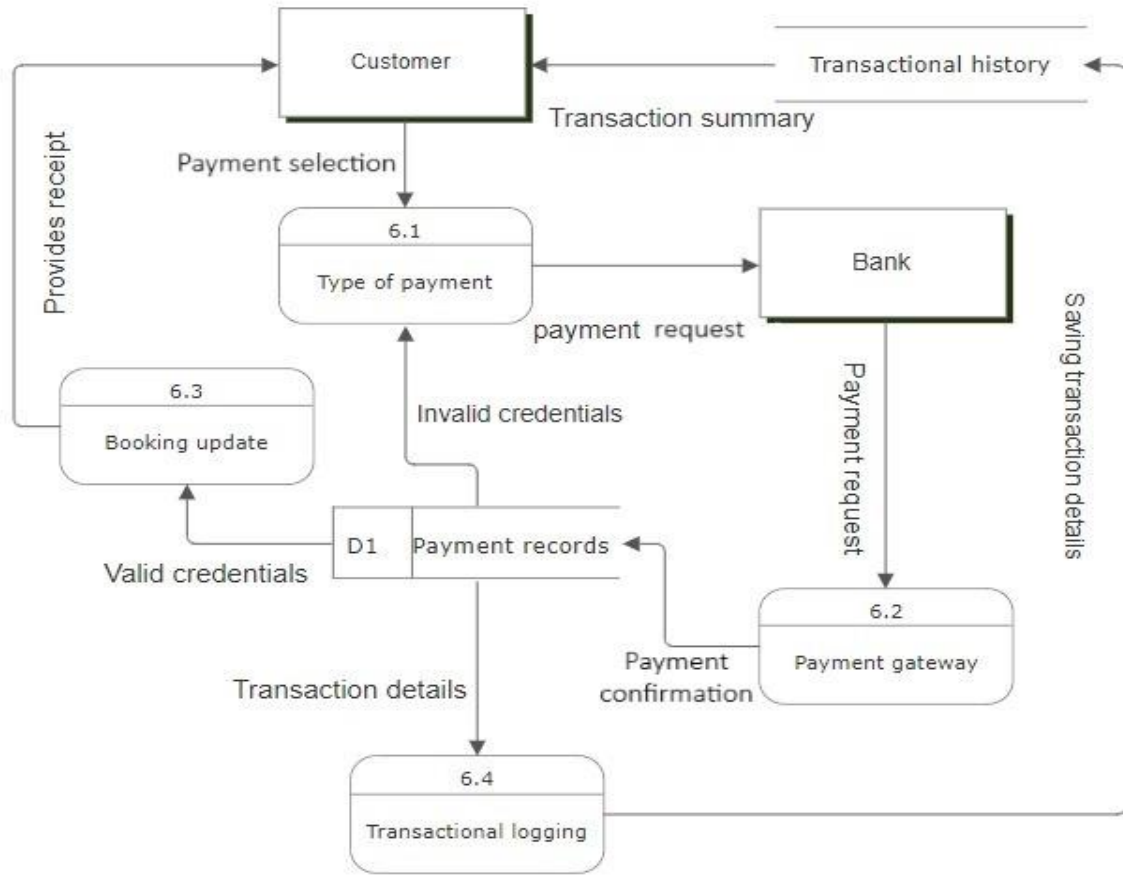 Customer
Transactional history
Transaction summary
Payment selection
Provides receipt
6.1
Type of payment
Bank
payment request
Saving transaction details
6.3
Booking update
Invalid credentials
Payment request
D1 Payment records
Valid credentials
6.2
Payment gateway
Payment
confirmation
Transaction details
6.4
Transactional logging